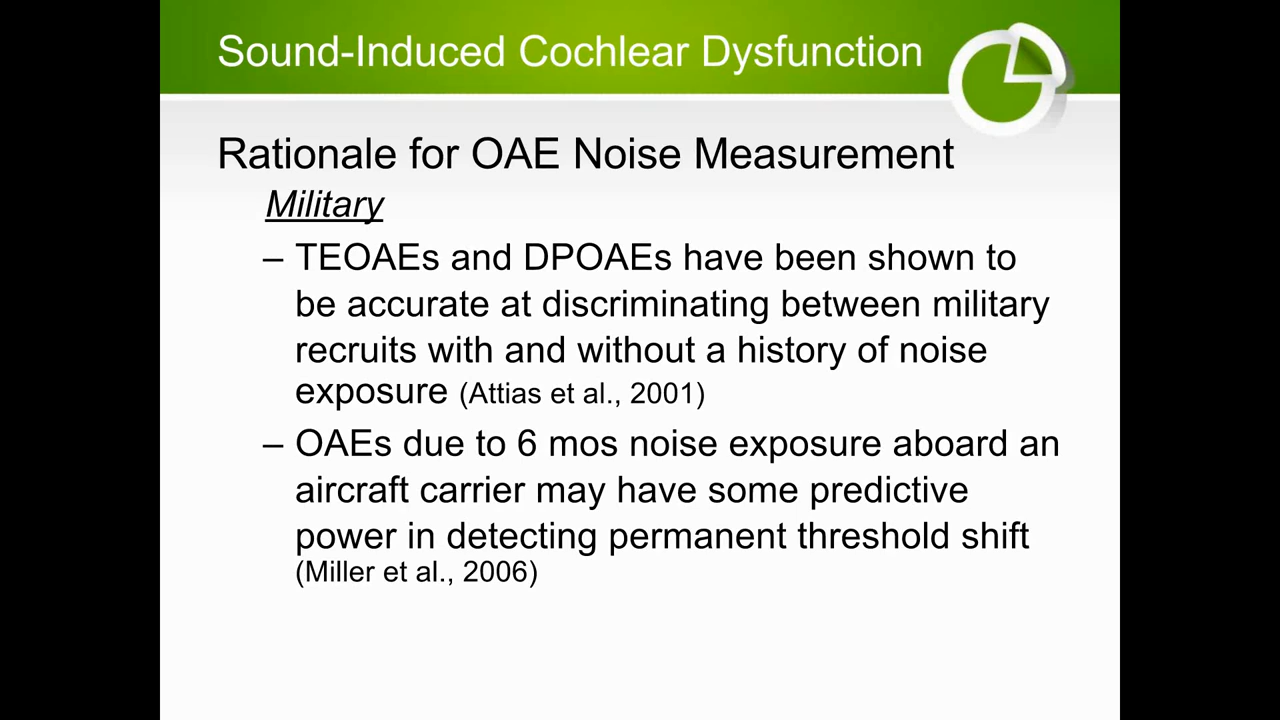 Sound-Induced Cochlear Dysfunction
Rationale for OAE Noise Measurement
Military
– TEOAEs and DPOAEs have been shown to
be accurate at discriminating between military
recruits with and without a history of noise
exposure (Attias et al., 2001)
– OAEs due to 6 mos noise exposure aboard an
aircraft carrier may have some predictive
power in detecting permanent threshold shift
(Miller et al., 2006)